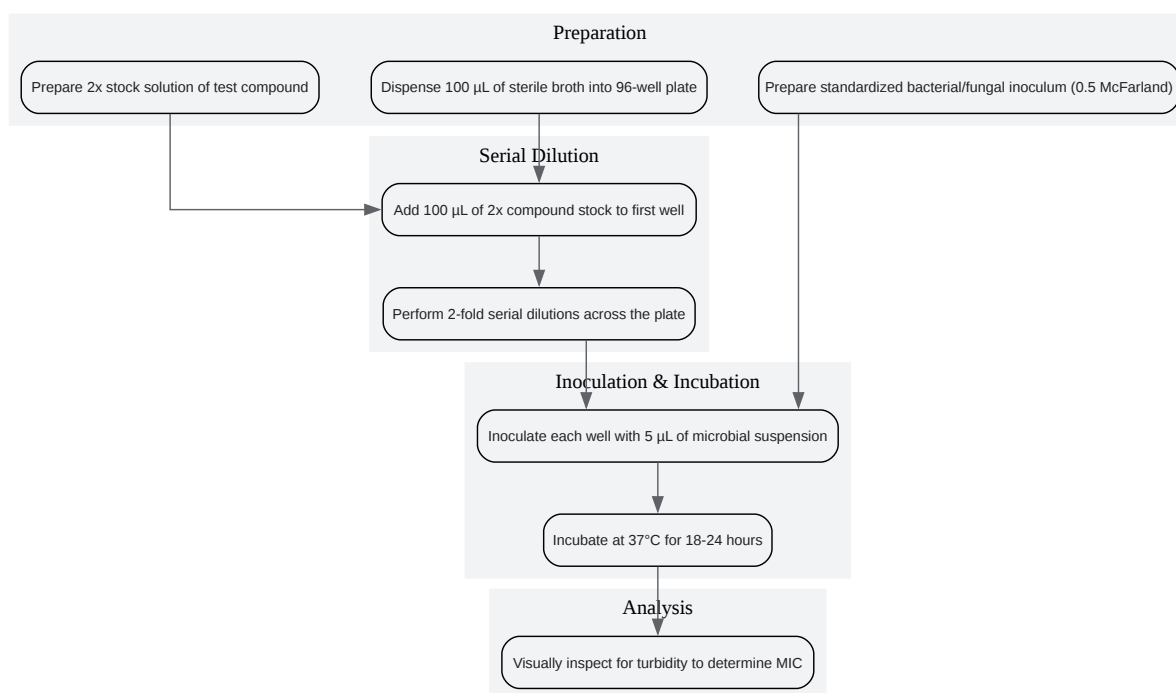 Preparation
Prepare 2x stock solution of test compound
Dispense 100 µL of sterile broth into 96-well plate
Prepare standardized bacterial/fungal inoculum (0.5 McFarland)
Serial Dilution
Add 100 µL of 2x compound stock to first well
Perform 2-fold serial dilutions across the plate
Inoculation & Incubation
Inoculate each well with 5 µL of microbial suspension
Incubate at 37°C for 18-24 hours
Analysis
Visually inspect for turbidity to determine MIC